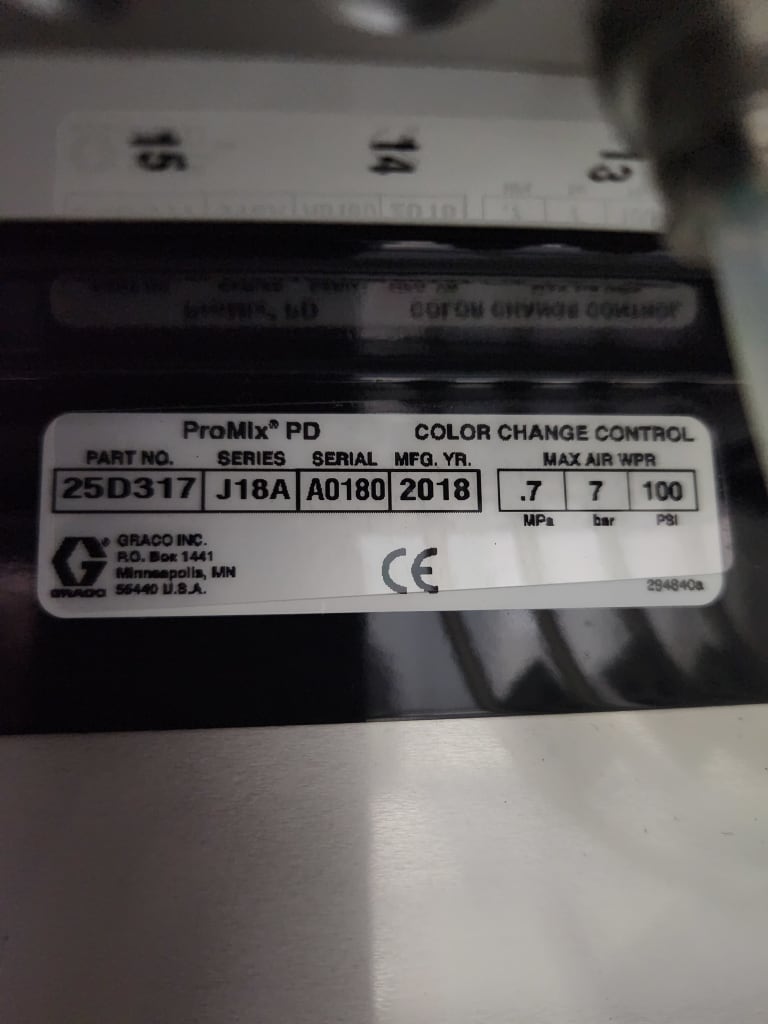 15 14 13
ProMix® PD COLOR CHANGE CONTROL
PART NO. SERIES SERIAL MFG. YR. MAX AIR WPR
25D317 J18A A0180 2018 .7 7 100
MPa bar PSI
GRACO INC.
P.O. Box 1441
Minneapolis, MN
GRACO 55440 U.S.A.
CE
294840a